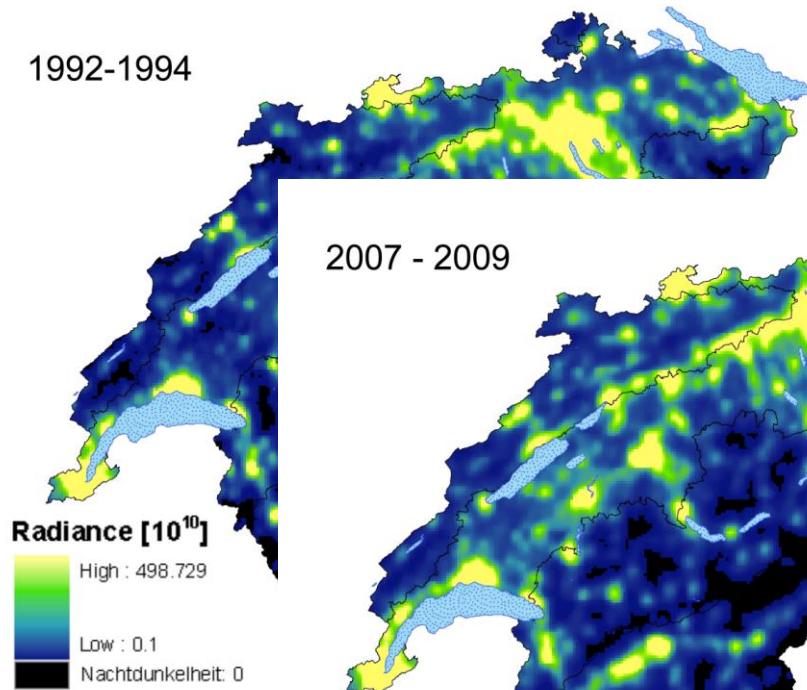 1992-1994
2007 - 2009
Radiance [10¹⁰]
High : 498.729
Low : 0.1
Nachtdunkelheit: 0